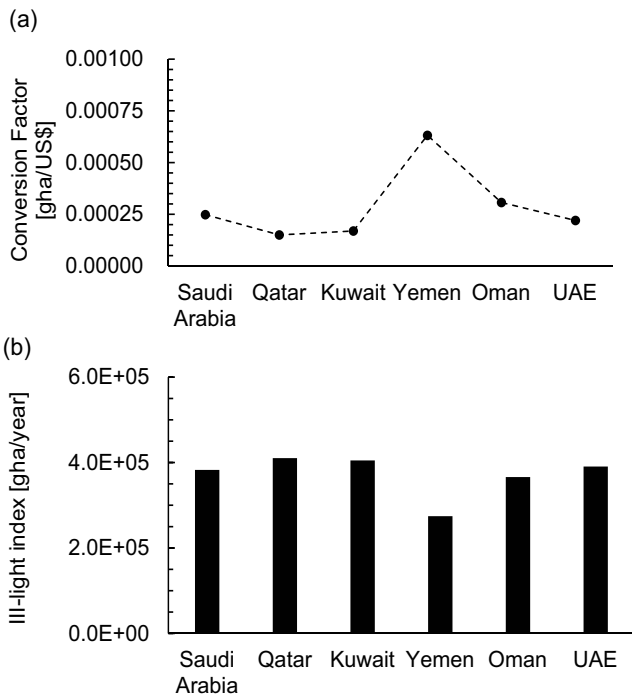 (a)
Conversion Factor
[gha/US$]
0.00100
0.00075
0.00050
0.00025
0.00000
Saudi Arabia
Qatar
Kuwait
Yemen
Oman
UAE
(b)
III-light index [gha/year]
6.0E+05
4.0E+05
2.0E+05
0.0E+00
Saudi Arabia
Qatar
Kuwait
Yemen
Oman
UAE